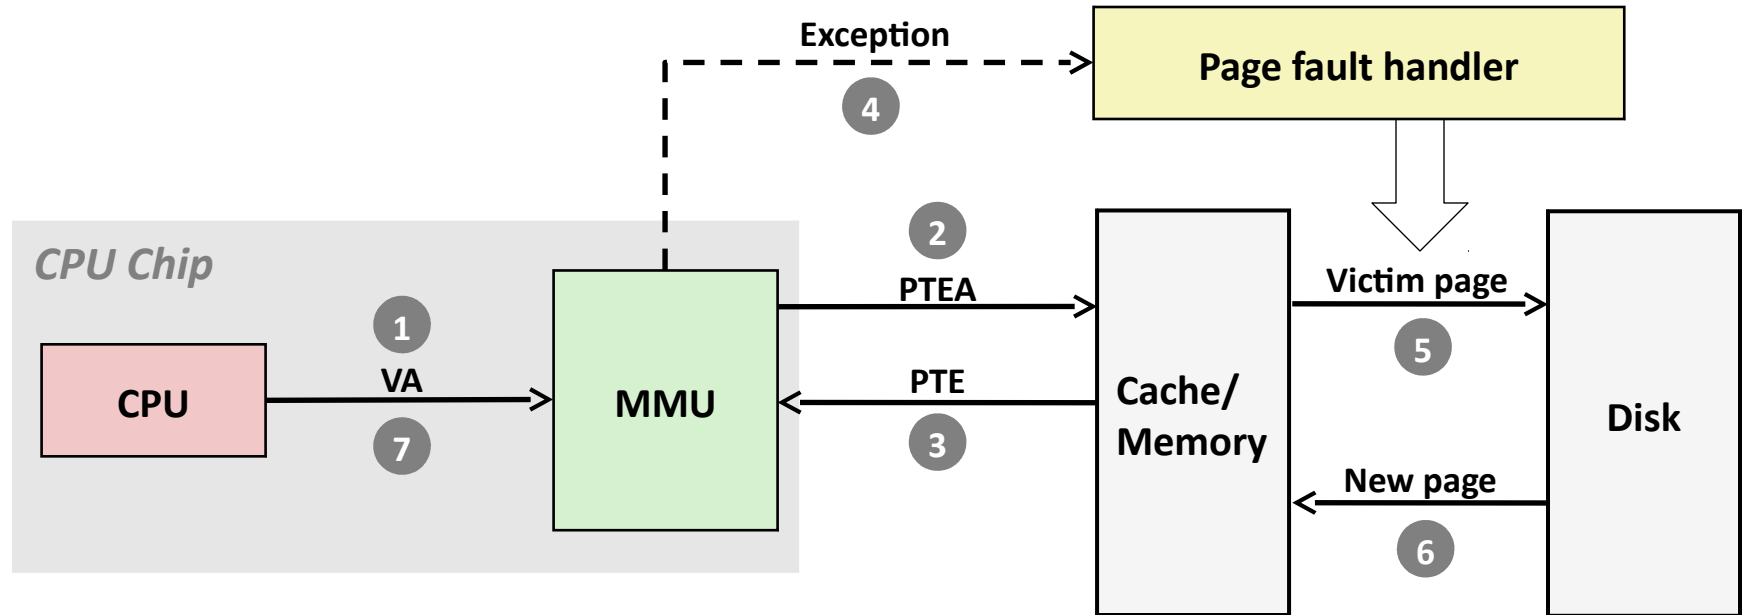 Exception
4
Page fault handler
CPU Chip
2
PTEA
Victim page
1
5
VA
CPU
MMU
PTE
Cache/
Memory
Disk
7
3
New page
6